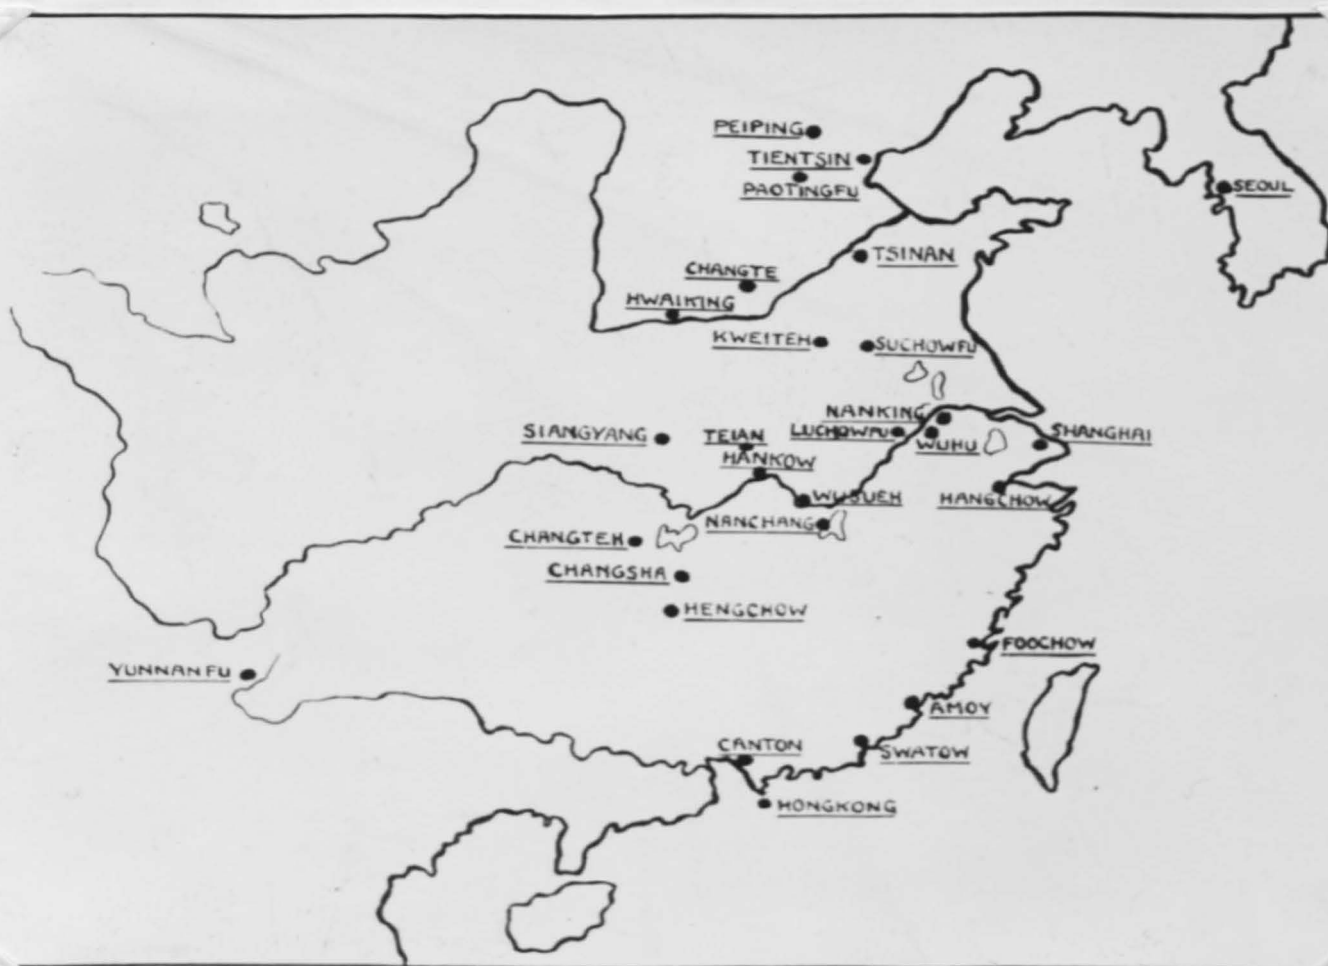 PEIPING
TIENTSIN
PAOTINGFU
SEOUL
TSINAN
CHANGTE
HWAIKING
KWEITEH
SUCHOWFU
NANKING
SIANGYANG
TEIAN
LUCHOWFU
WUHU
SHANGHAI
HANKOW
WUSUEH
HANGCHOW
NANCHANG
CHANGTEH
CHANGSHA
HENGCHOW
FOOCHOW
YUNNANFU
AMOY
CANTON
SWATOW
HONGKONG